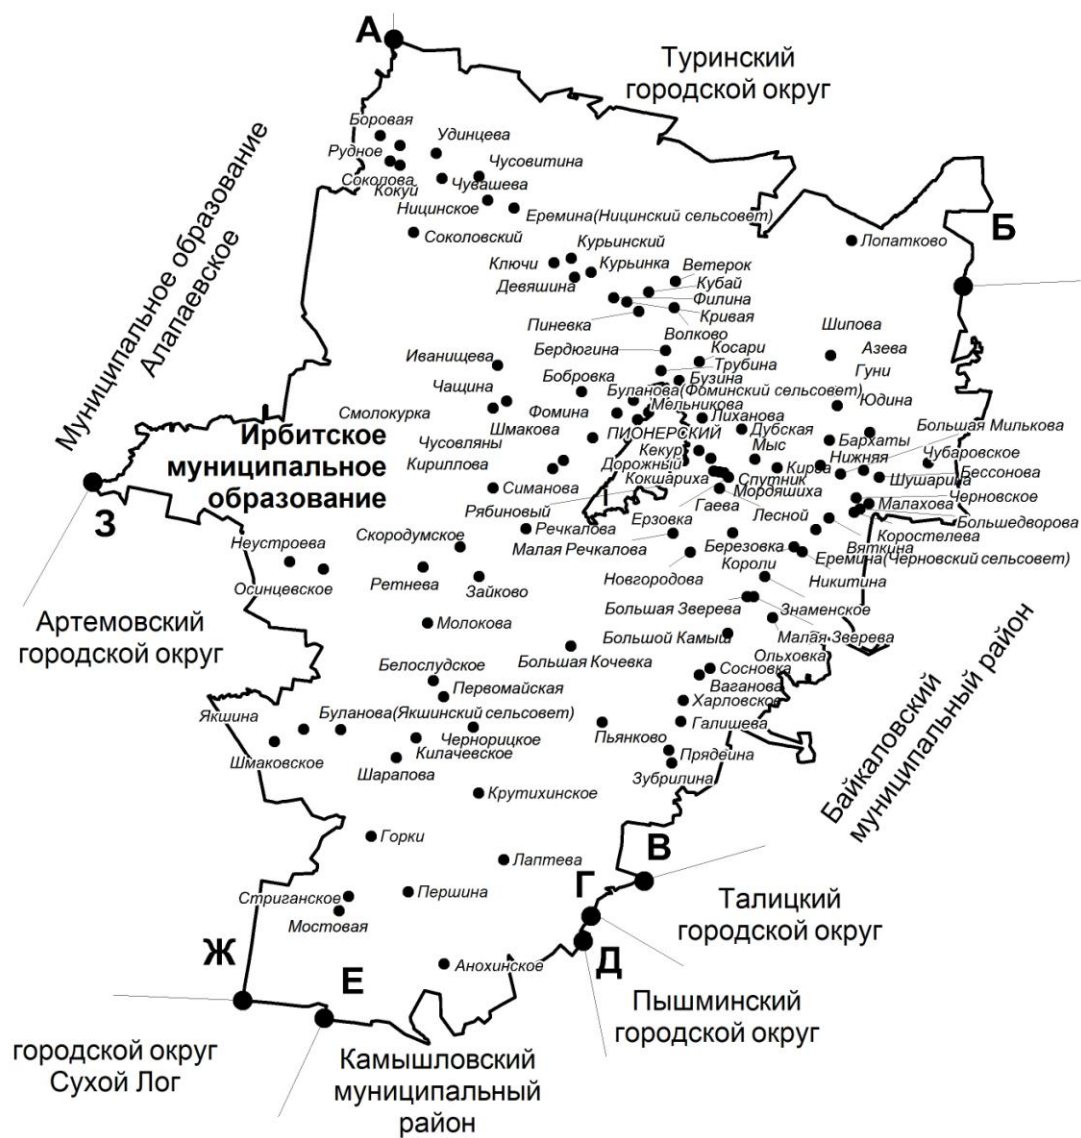 А
Туринский
городской округ
Муниципальное образование
Алапаевское
Боровая
Удинцева
Рудное
Чусовитина
Соколова
Кокуй
Чувашева
Ницинское
Еремина(Ницинский сельсовет)
Соколовский
Б
Лопатково
Курьинский
Ключи
Курьинка
Девяшина
Ветерок
Кубай
Филина
Кривая
Пиневка
Волково
Шипова
Бердюгина
Косари
Азева
Иванищева
Трубина
Гуни
Бобровка
Бузина
Чащина
Буланова(Фоминский сельсовет)
Юдина
Смолокурка
Фомина
Мельникова
Лиханова
Большая Милькова
Шмакова
Ирбитское
муниципальное
образование
Чусовляны
ПИОНЕРСКИЙ
Дубская
Бархаты
Кекур
Мыс
Нижняя
Чубаровское
Кириллова
Дорожный
Кирга
Бессонова
Кокшариха
Спутник
Шушарина
Симанова
Мордяшиха
Черновское
Рябиновый
Гаева
Малахова
Ерзовка
Лесной
Большедворова
З
Речкалова
Коростелева
Скородумское
Малая Речкалова
Березовка
Вяткина
Неустроева
Еремина(Черновский сельсовет)
Короли
Осинцевское
Ретнева
Зайково
Новгородова
Никитина
Артемовский
городской округ
Большая Зверева
Знаменское
Молокова
Большой Камыш
Малая Зверева
Ольховка
Белослудское
Большая Кочевка
Сосновка
Ваганова
Первомайская
Харловское
Якшина
Буланова(Якшинский сельсовет)
Галишева
Чернорицкое
Пьянково
Шмаковское
Килачевское
Прядеина
Шарапова
Зубрилина
Байкаловский
муниципальный район
Крутихинское
Горки
Лаптева
В
Стриганское
Першина
Г
Талицкий
городской округ
Мостовая
Ж
Д
Анохинское
Е
Пышминский
городской округ
городской округ
Сухой Лог
Камышловский
муниципальный
район